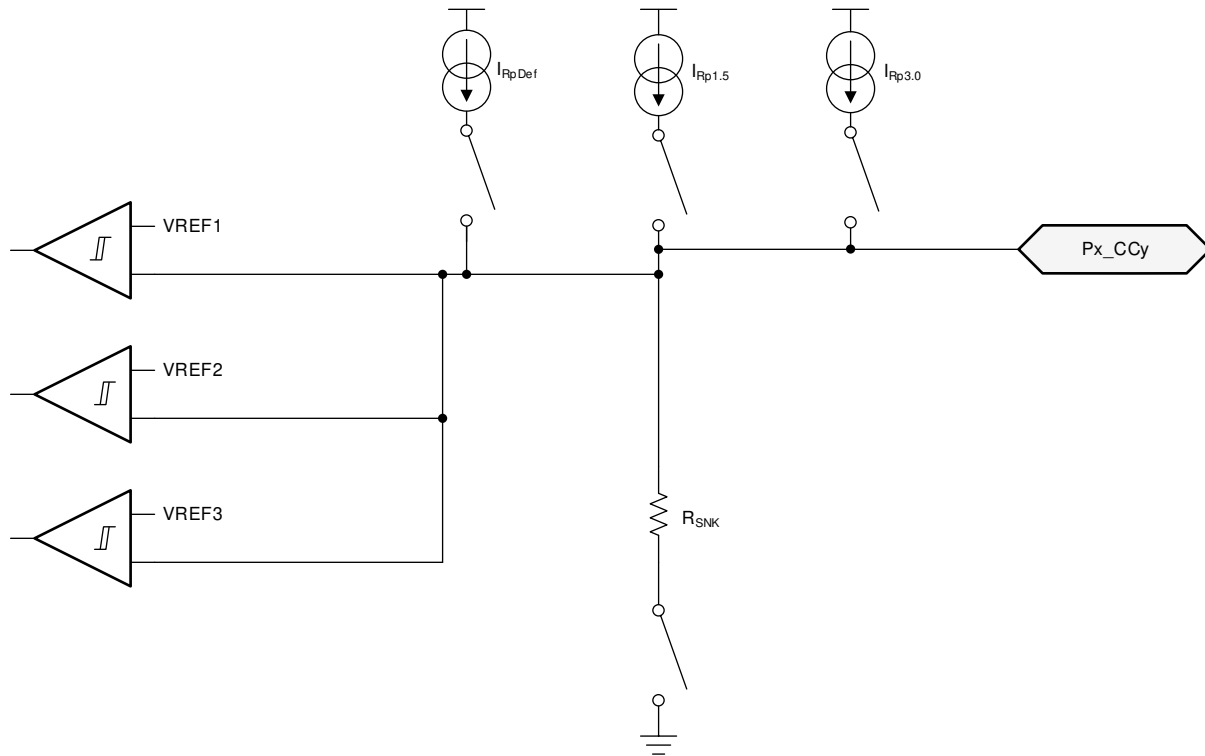 I_RpDef
I_Rp1.5
I_Rp3.0
VREF1
Px_CCy
VREF2
VREF3
R_SNK